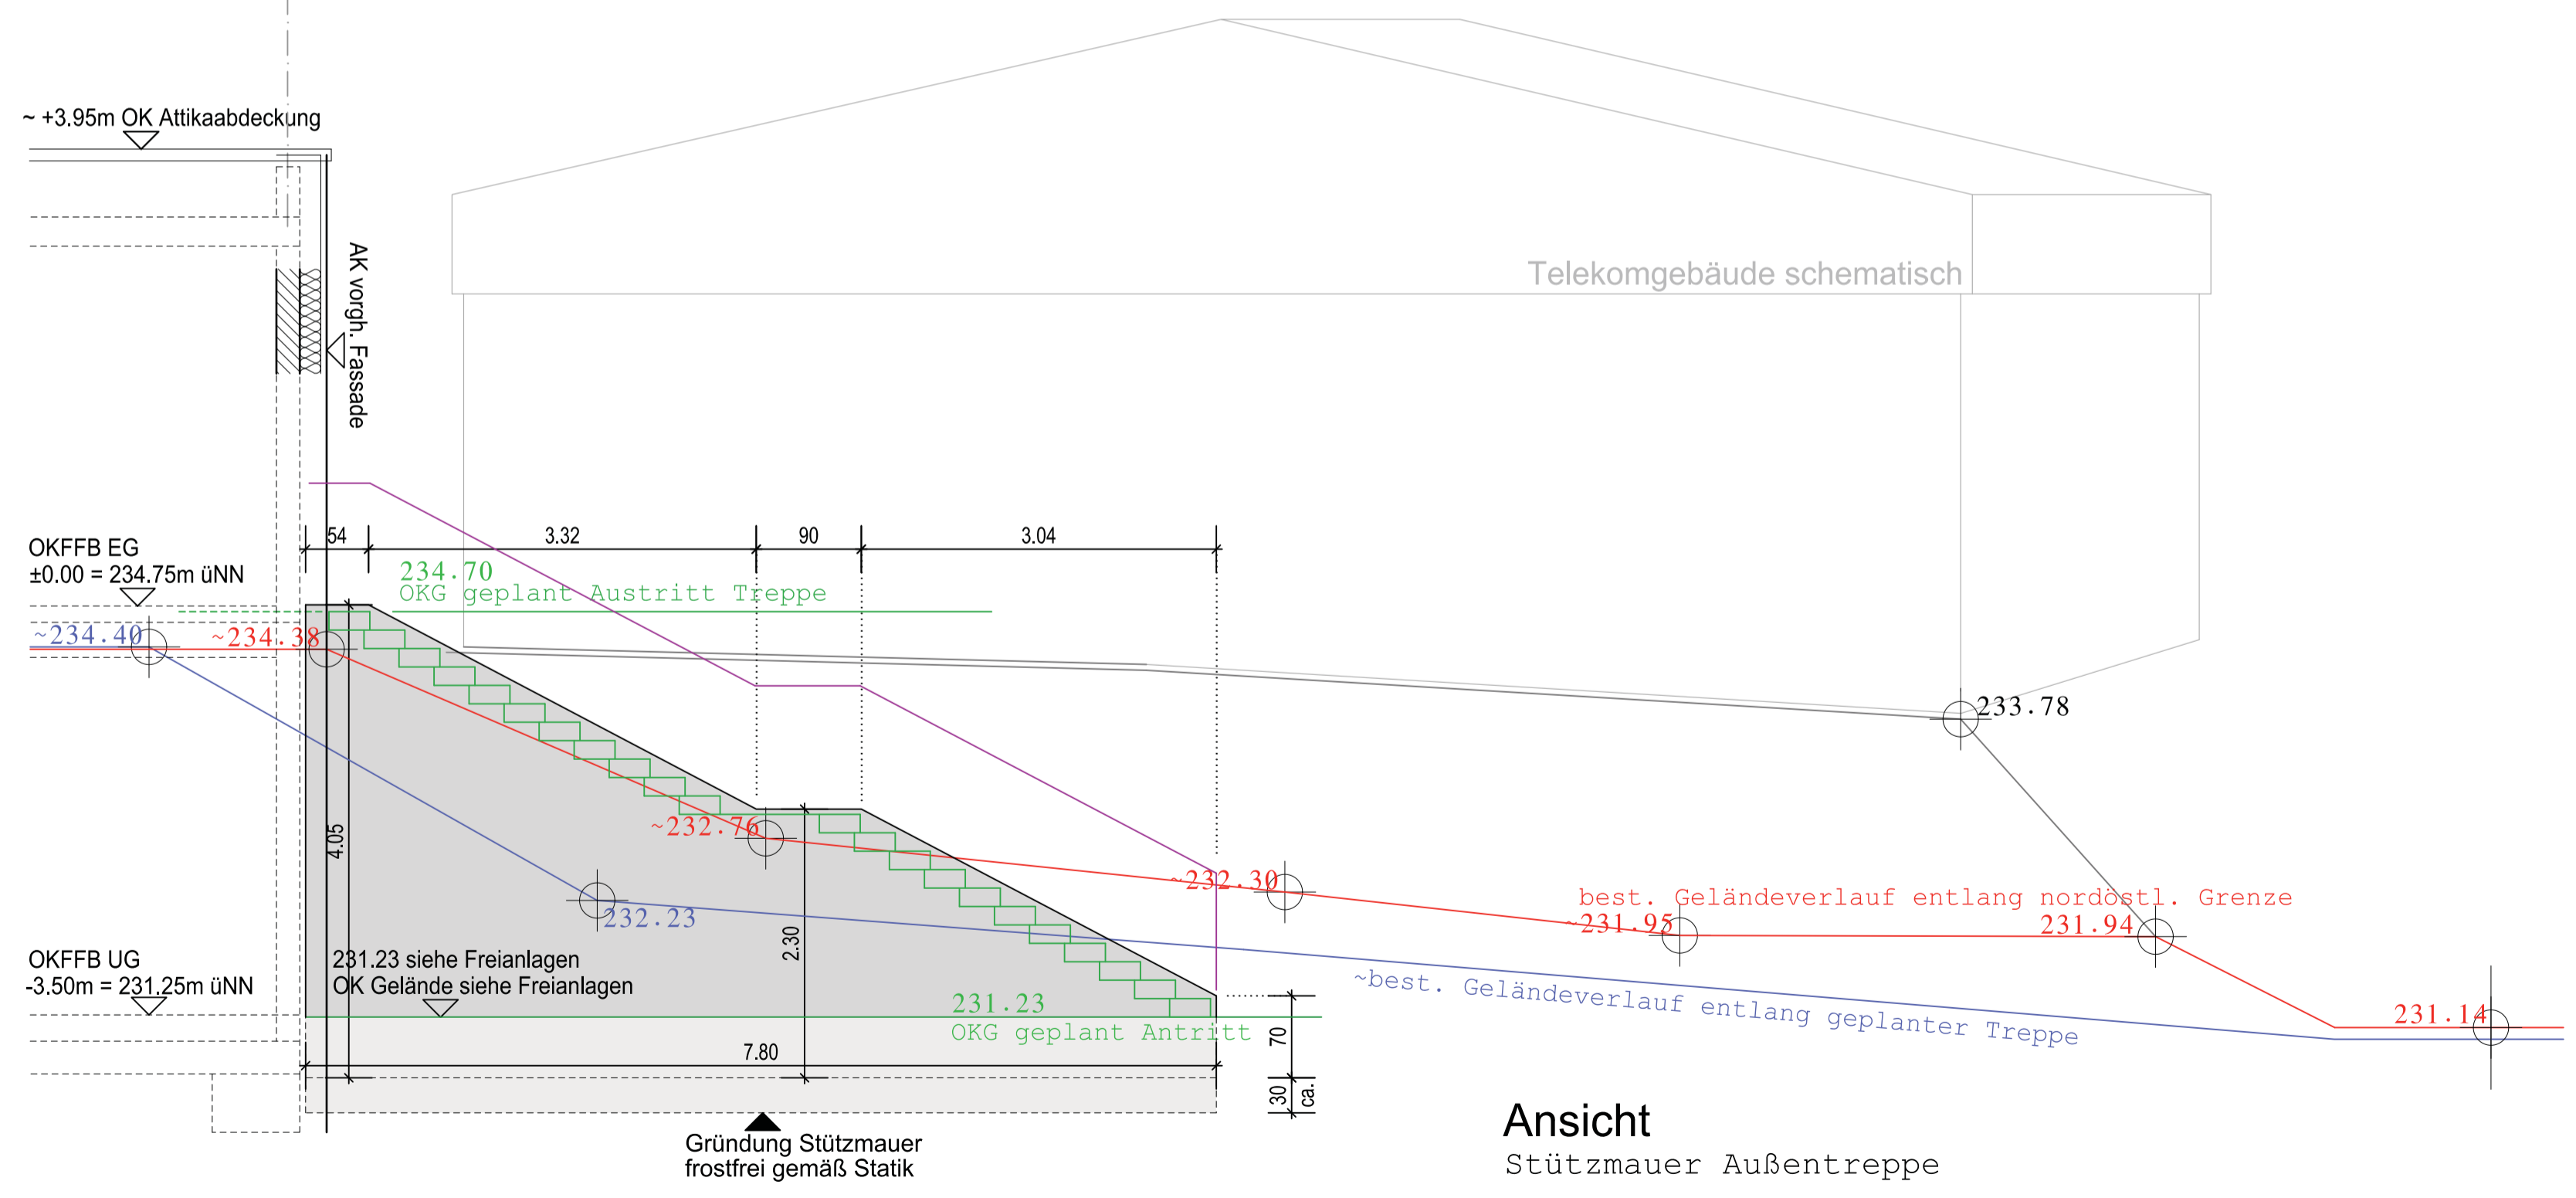 ~ +3.95m OK Attikaabdeckung
AK vorgh. Fassade
Telekomgebäude schematisch
54
3.32
90
3.04
OKFFB EG
±0.00 = 234.75m üNN
234.70
OKG geplant Austritt Treppe
~234.40
~234.38
233.78
~232.76
4.05
~232.30
232.23
2.30
best. Geländeverlauf entlang nordöstl. Grenze
~231.95
231.94
OKFFB UG
-3.50m = 231.25m üNN
231.23 siehe Freianlagen
OK Gelände siehe Freianlagen
~best. Geländeverlauf entlang geplanter Treppe
231.23
OKG geplant Antritt
231.14
7.80
70
30
ca.
Gründung Stützmauer
frostfrei gemäß Statik
Ansicht
Stützmauer Außentreppe